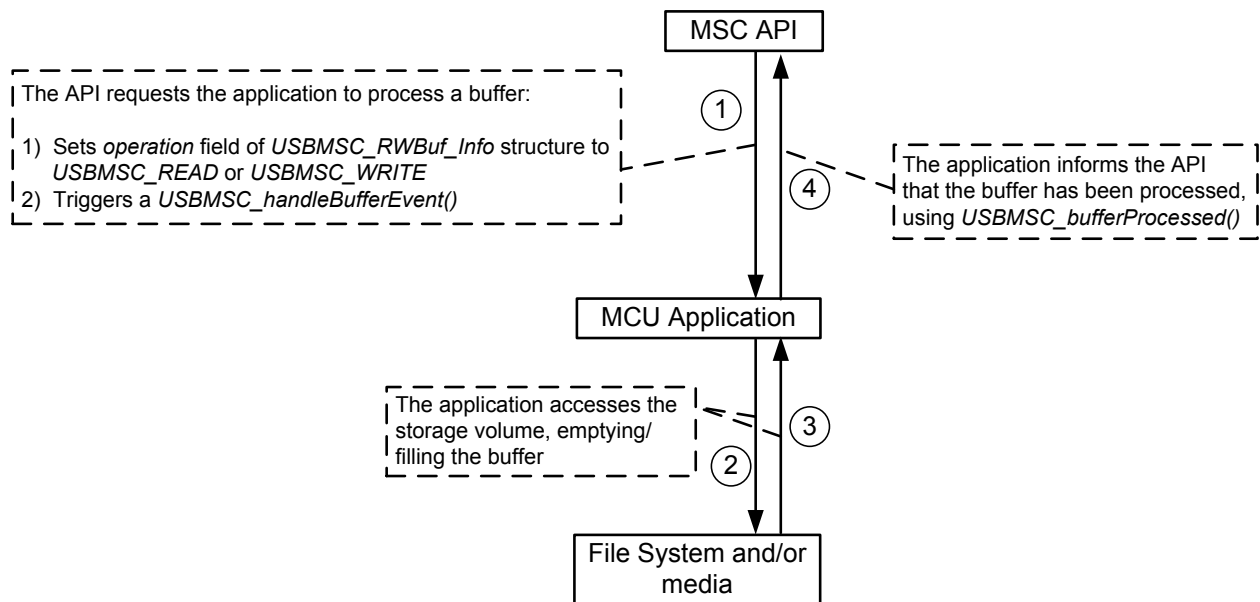 MSC API
The API requests the application to process a buffer:
1) Sets operation field of USBMSC_RWBuf_Info structure to
USBMSC_READ or USBMSC_WRITE
2) Triggers a USBMSC_handleBufferEvent()
1
4
The application informs the API
that the buffer has been processed,
using USBMSC_bufferProcessed()
MCU Application
The application accesses the
storage volume, emptying/
filling the buffer
3
2
File System and/or
media